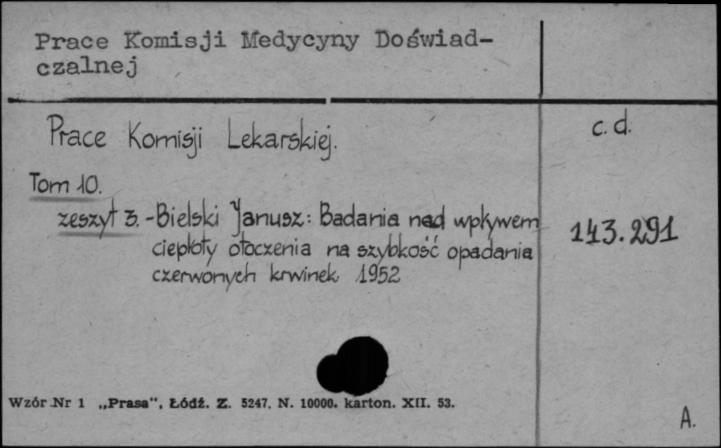 Prace Komisji Medycyny Doświad-
czalnej
Prace Komisji Lekarskiej.
c. d.
Tom 10.
zeszyt 3. - Bielski Janusz: Badania nad wpływem
143.291
ciepłoty otoczenia na szybkość opadania
czerwonych krwinek 1952
Wzór Nr 1 „Prasa", Łódź. Z. 5247. N. 10000. karton. XII. 53.
A.